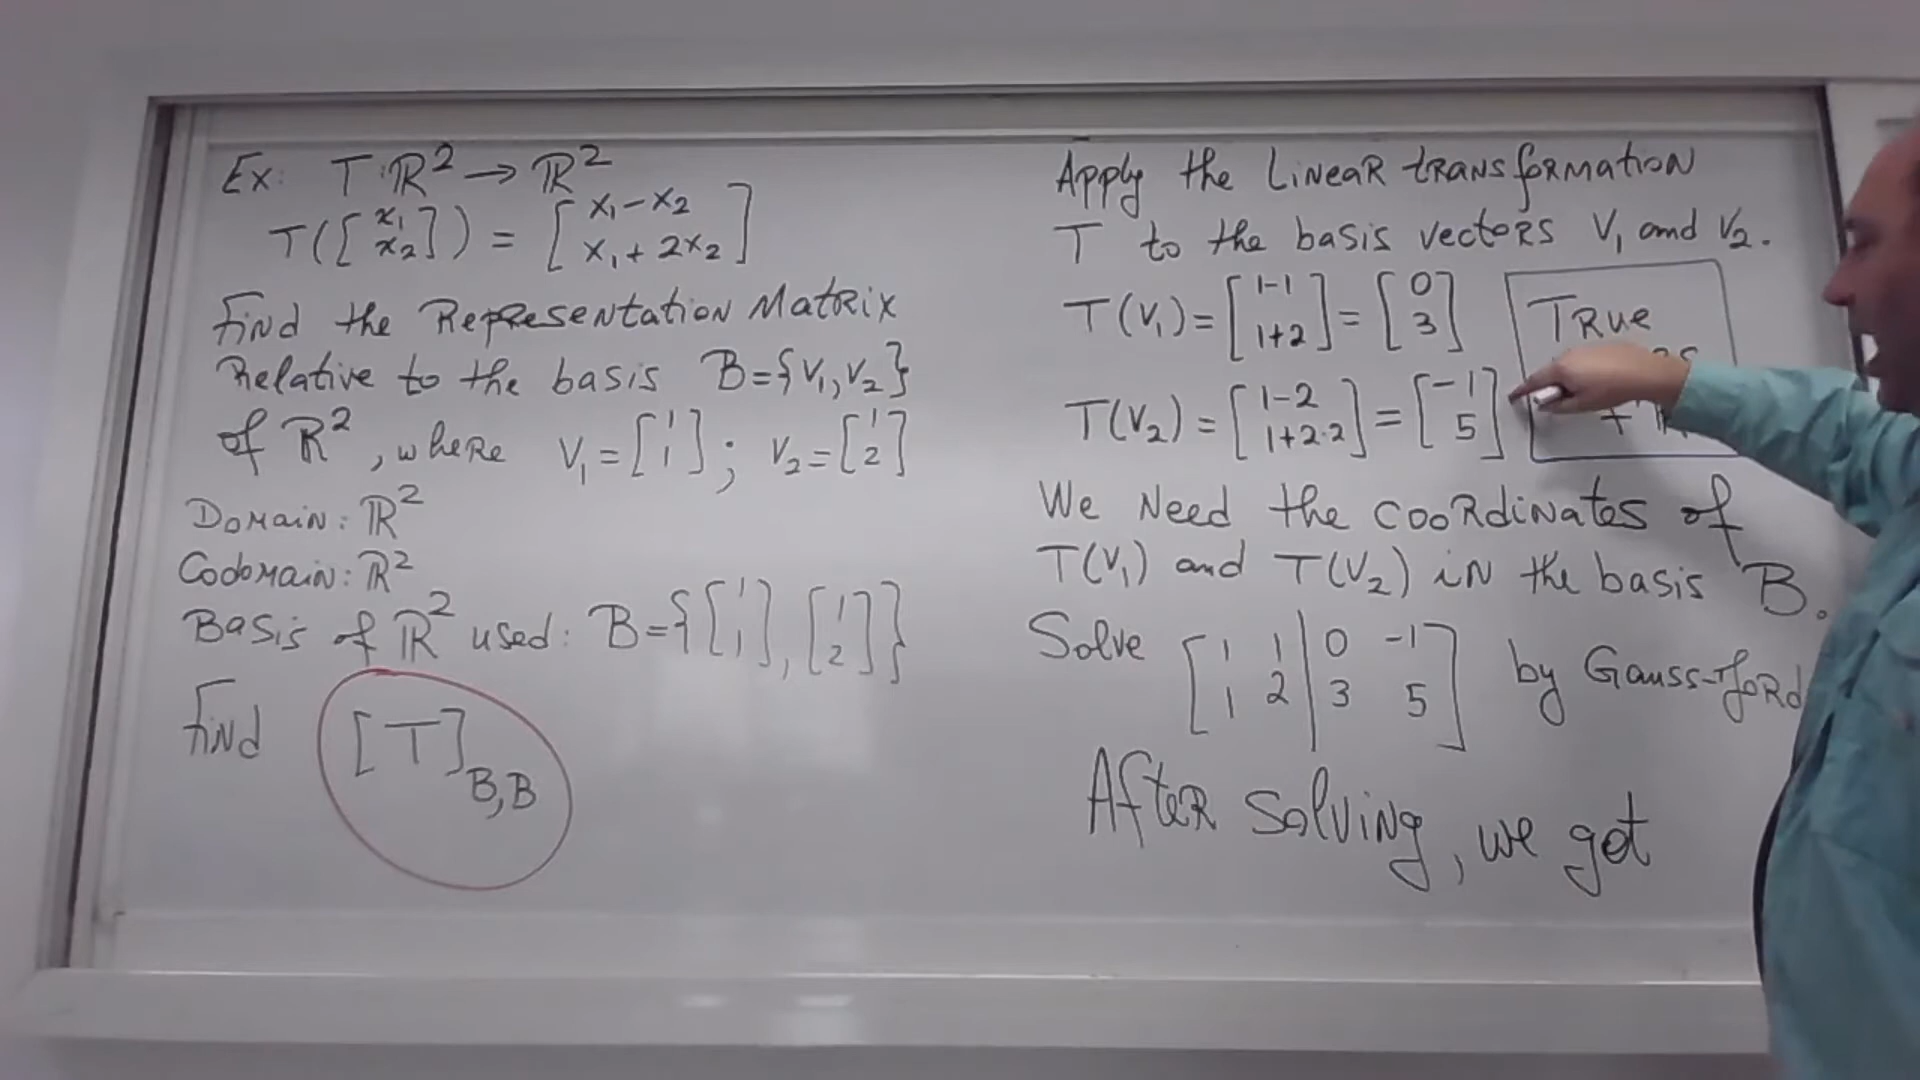 Ex: T: ℝ² → ℝ²
T([x₁ x₂]) = [x₁ - x₂ x₁ + 2x₂]
Find the Representation Matrix
Relative to the basis B={v₁, v₂}
of ℝ², where v₁ = [1 1]; v₂ = [1 2]
Domain: ℝ²
Codomain: ℝ²
Basis of ℝ² used: B={[1 1], [1 2]}
Find [T]B,B
Apply the Linear transformation
T to the basis vectors v₁ and v₂.
T(v₁) = [1-1 1+2] = [0 3]
T(v₂) = [1-2 1+2·2] = [-1 5]
True
We Need the coordinates of
T(v₁) and T(v₂) in the basis B.
Solve [1 1 | 0 -1
1 2 | 3 5] by Gauss-Jord
After solving, we get